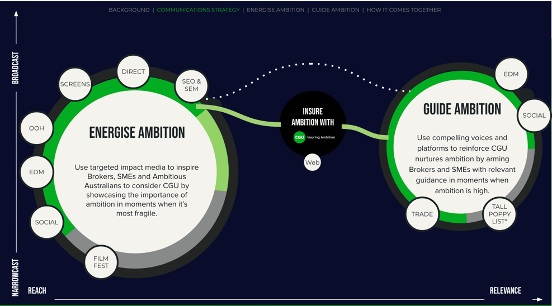 BACKGROUND | COMMUNICATIONS STRATEGY | ENERGISE AMBITION | GUIDE AMBITION | HOW IT COMES TOGETHER
BROADCAST
NARROWCAST
REACH
RELEVANCE
DIRECT
SCREENS
SEO &
SEM
OOH
EDM
SOCIAL
FILM
FEST
ENERGISE AMBITION
Use targeted impact media to inspire
Brokers, SMEs and Ambitious
Australians to consider CGU by
showcasing the importance of
ambition in moments when it's
most fragile.
INSURE
AMBITION WITH
CGU Insuring Ambition
Web
EDM
SOCIAL
GUIDE AMBITION
Use compelling voices and
platforms to reinforce CGU
nurtures ambition by arming
Brokers and SMEs with relevant
guidance in moments when
ambition is high.
TRADE
TALL
POPPY
LIST*